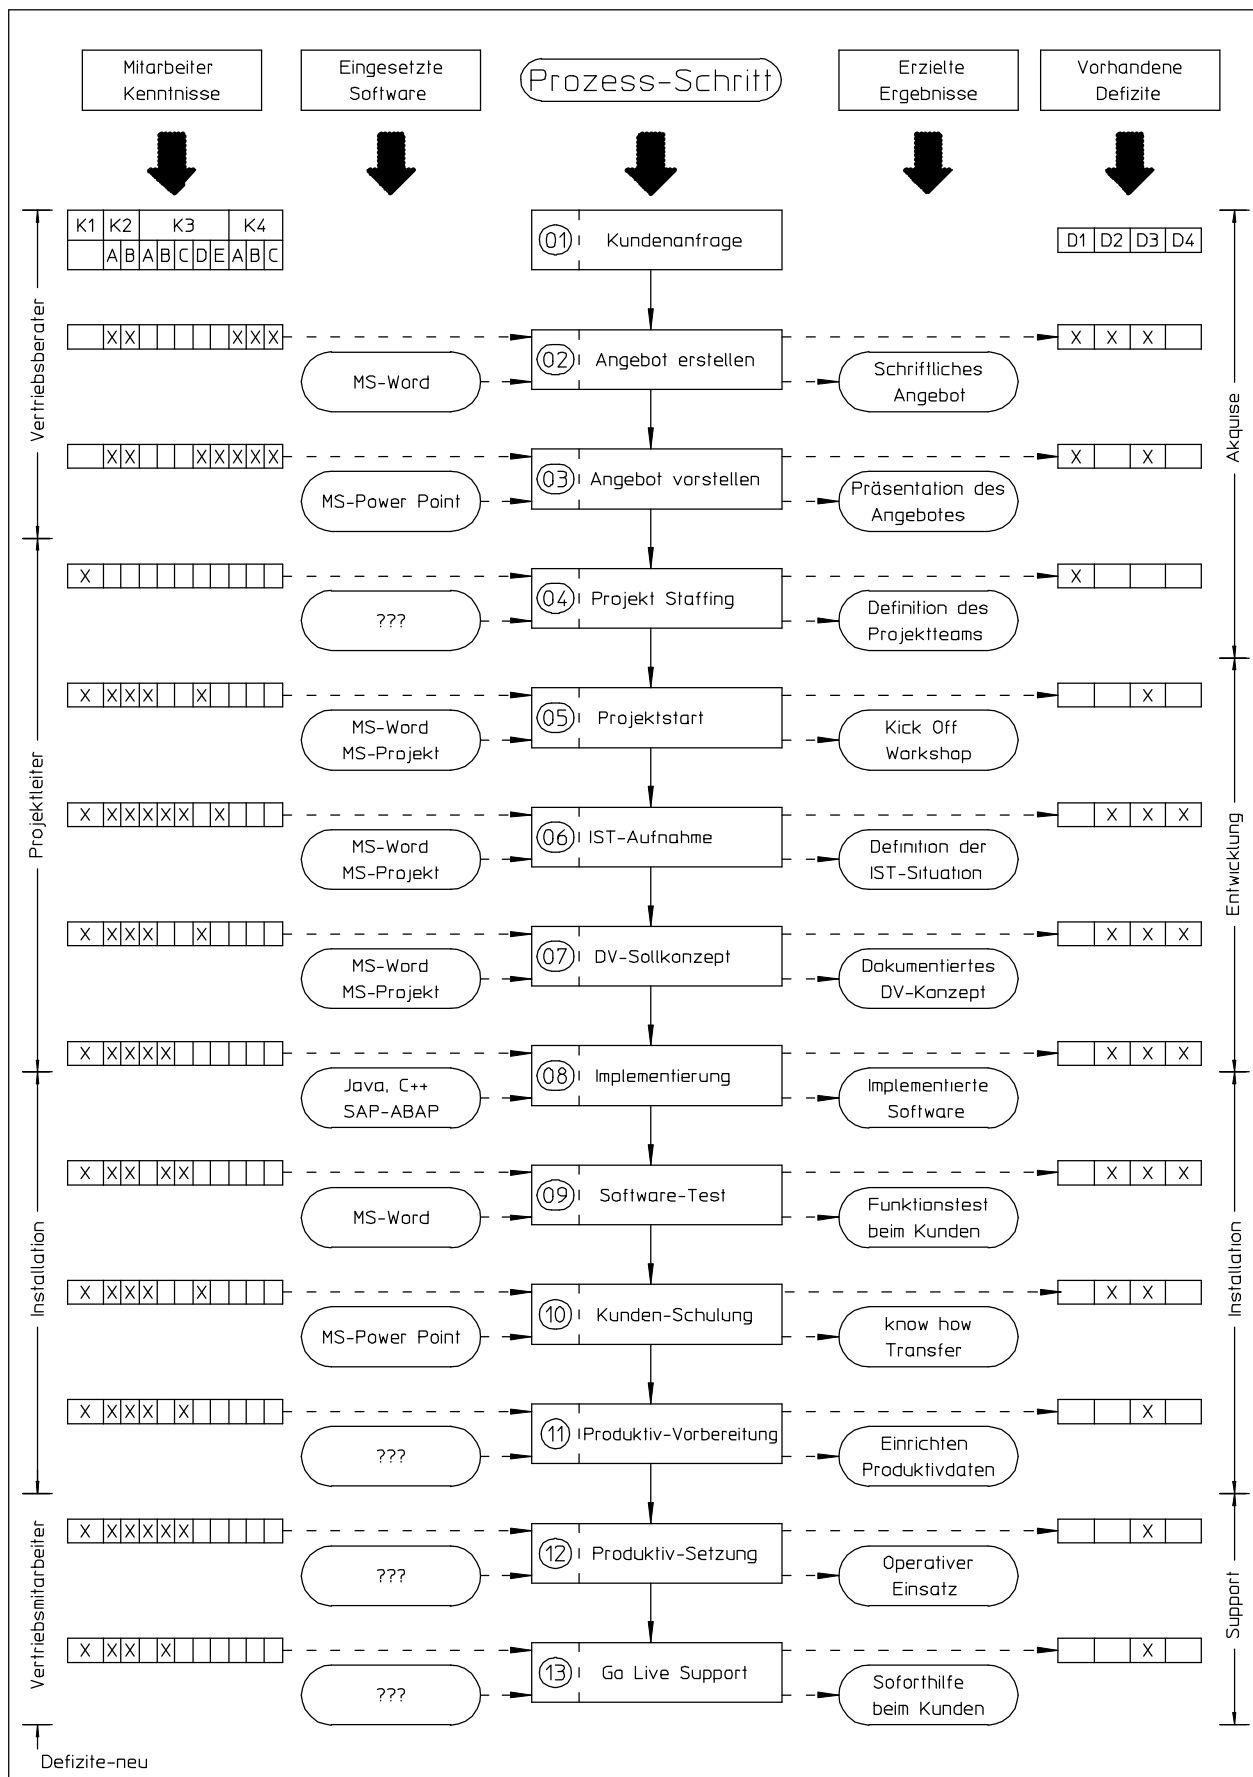 Mitarbeiter
Kenntnisse
Eingesetzte
Software
Prozess-Schritt
Erzielte
Ergebnisse
Vorhandene
Defizite
K1 K2 K3 K4
A B A B C D E A B C
01 Kundenanfrage
D1 D2 D3 D4
X X X X X
02 Angebot erstellen
X X X
MS-Word
Schriftliches
Angebot
X X X X X X X
03 Angebot vorstellen
X X
MS-Power Point
Präsentation des
Angebotes
X
04 Projekt Staffing
X
???
Definition des
Projektteams
X X X X X
05 Projektstart
X
MS-Word
MS-Projekt
Kick Off
Workshop
X X X X X X X
06 IST-Aufnahme
X X X
MS-Word
MS-Projekt
Definition der
IST-Situation
X X X X X
07 DV-Sollkonzept
X X X
MS-Word
MS-Projekt
Dokumentiertes
DV-Konzept
X X X X X
08 Implementierung
X X X
Java, C++
SAP-ABAP
Implementierte
Software
X X X X X
09 Software-Test
X X X
MS-Word
Funktionstest
beim Kunden
X X X X X
10 Kunden-Schulung
X X
MS-Power Point
know how
Transfer
X X X X X
11 Produktiv-Vorbereitung
X
???
Einrichten
Produktivdaten
X X X X X X
12 Produktiv-Setzung
X
???
Operativer
Einsatz
X X X X
13 Go Live Support
X
???
Soforthilfe
beim Kunden
Vertriebsberater
Projektleiter
Installation
Vertriebsmitarbeiter
Akquise
Entwicklung
Installation
Support
Defizite-neu